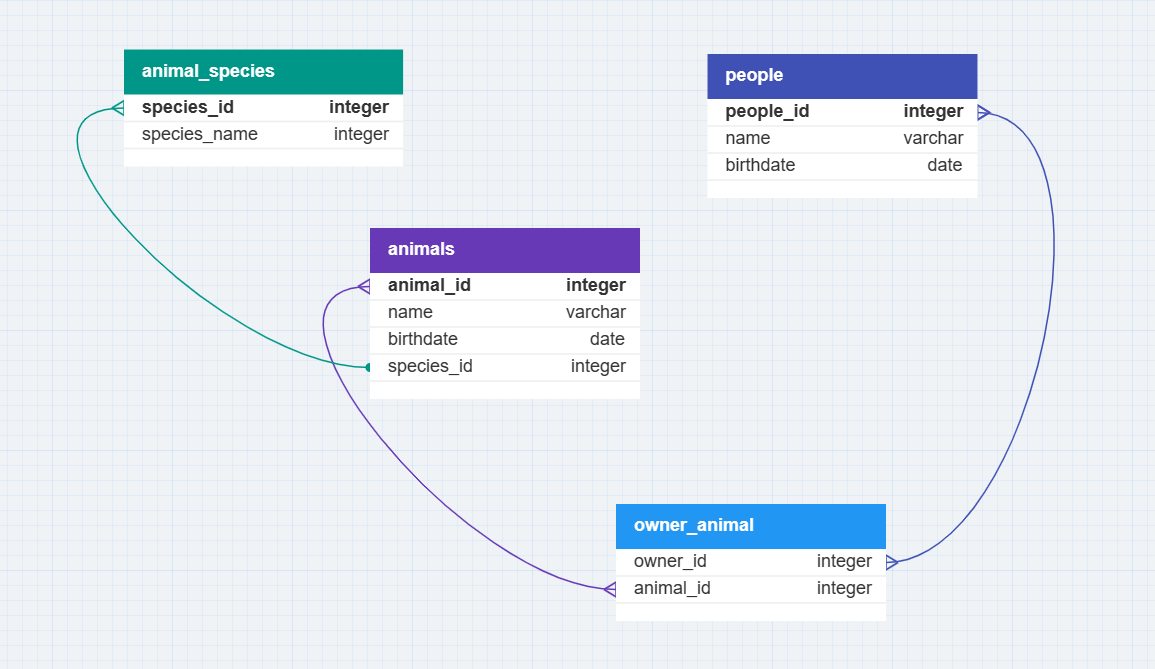 animal_species
species_id integer
species_name integer
people
people_id integer
name varchar
birthdate date
animals
animal_id integer
name varchar
birthdate date
species_id integer
owner_animal
owner_id integer
animal_id integer